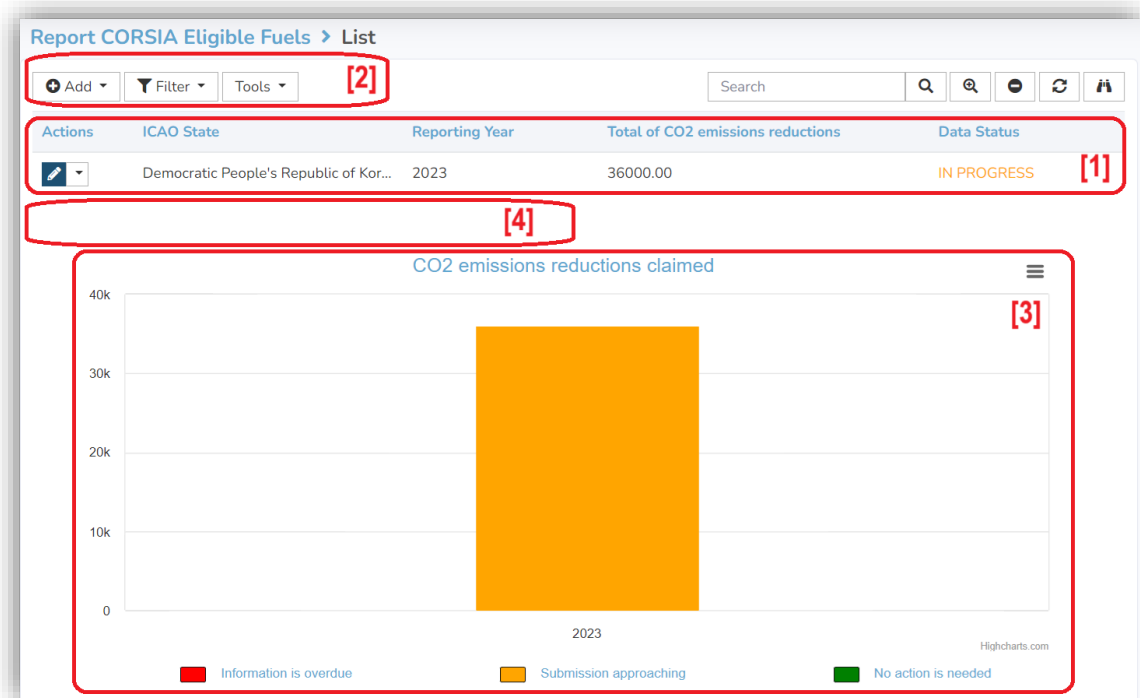 Report CORSIA Eligible Fuels > List
Add Filter Tools [2] Search
Actions ICAO State Reporting Year Total of CO2 emissions reductions Data Status
Democratic People's Republic of Kor... 2023 36000.00 IN PROGRESS [1]
[4]
CO2 emissions reductions claimed
[3]
40k
30k
20k
10k
0
2023
Highcharts.com
Information is overdue Submission approaching No action is needed